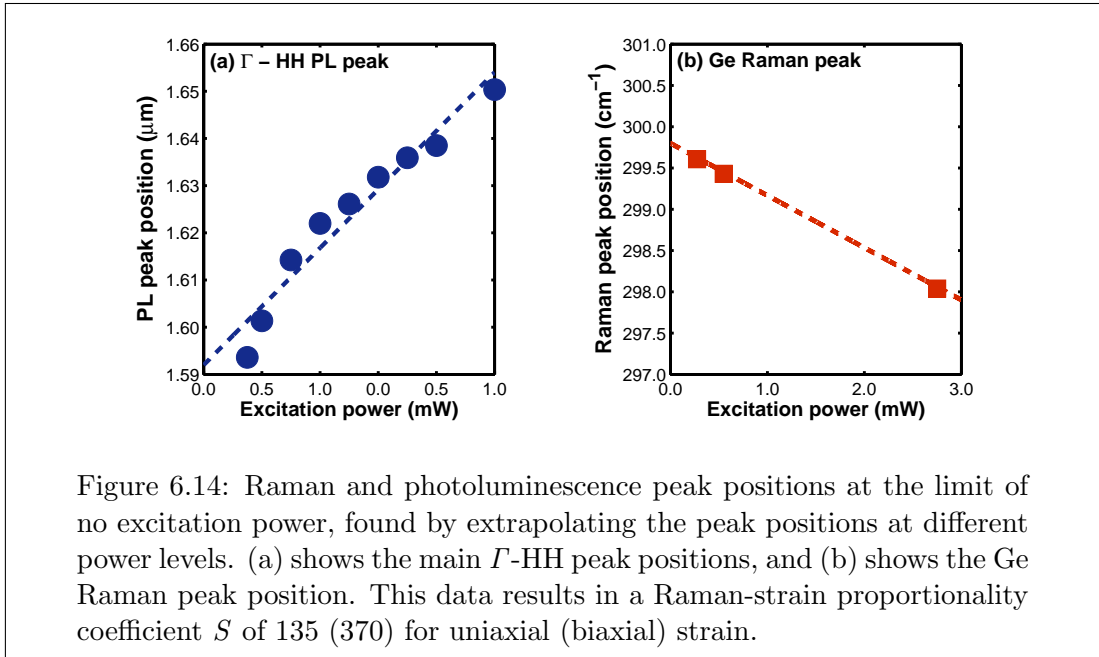 (a) Γ – HH PL peak
PL peak position (μm)
1.66
1.65
1.64
1.63
1.62
1.61
1.60
1.59
0.0 0.5 1.0 0.0 0.5 1.0
Excitation power (mW)
(b) Ge Raman peak
Raman peak position (cm⁻¹)
301.0
300.5
300.0
299.5
299.0
298.5
298.0
297.5
297.0
0.0 1.0 2.0 3.0
Excitation power (mW)
Figure 6.14: Raman and photoluminescence peak positions at the limit of
no excitation power, found by extrapolating the peak positions at different
power levels. (a) shows the main Γ-HH peak positions, and (b) shows the Ge
Raman peak position. This data results in a Raman-strain proportionality
coefficient S of 135 (370) for uniaxial (biaxial) strain.